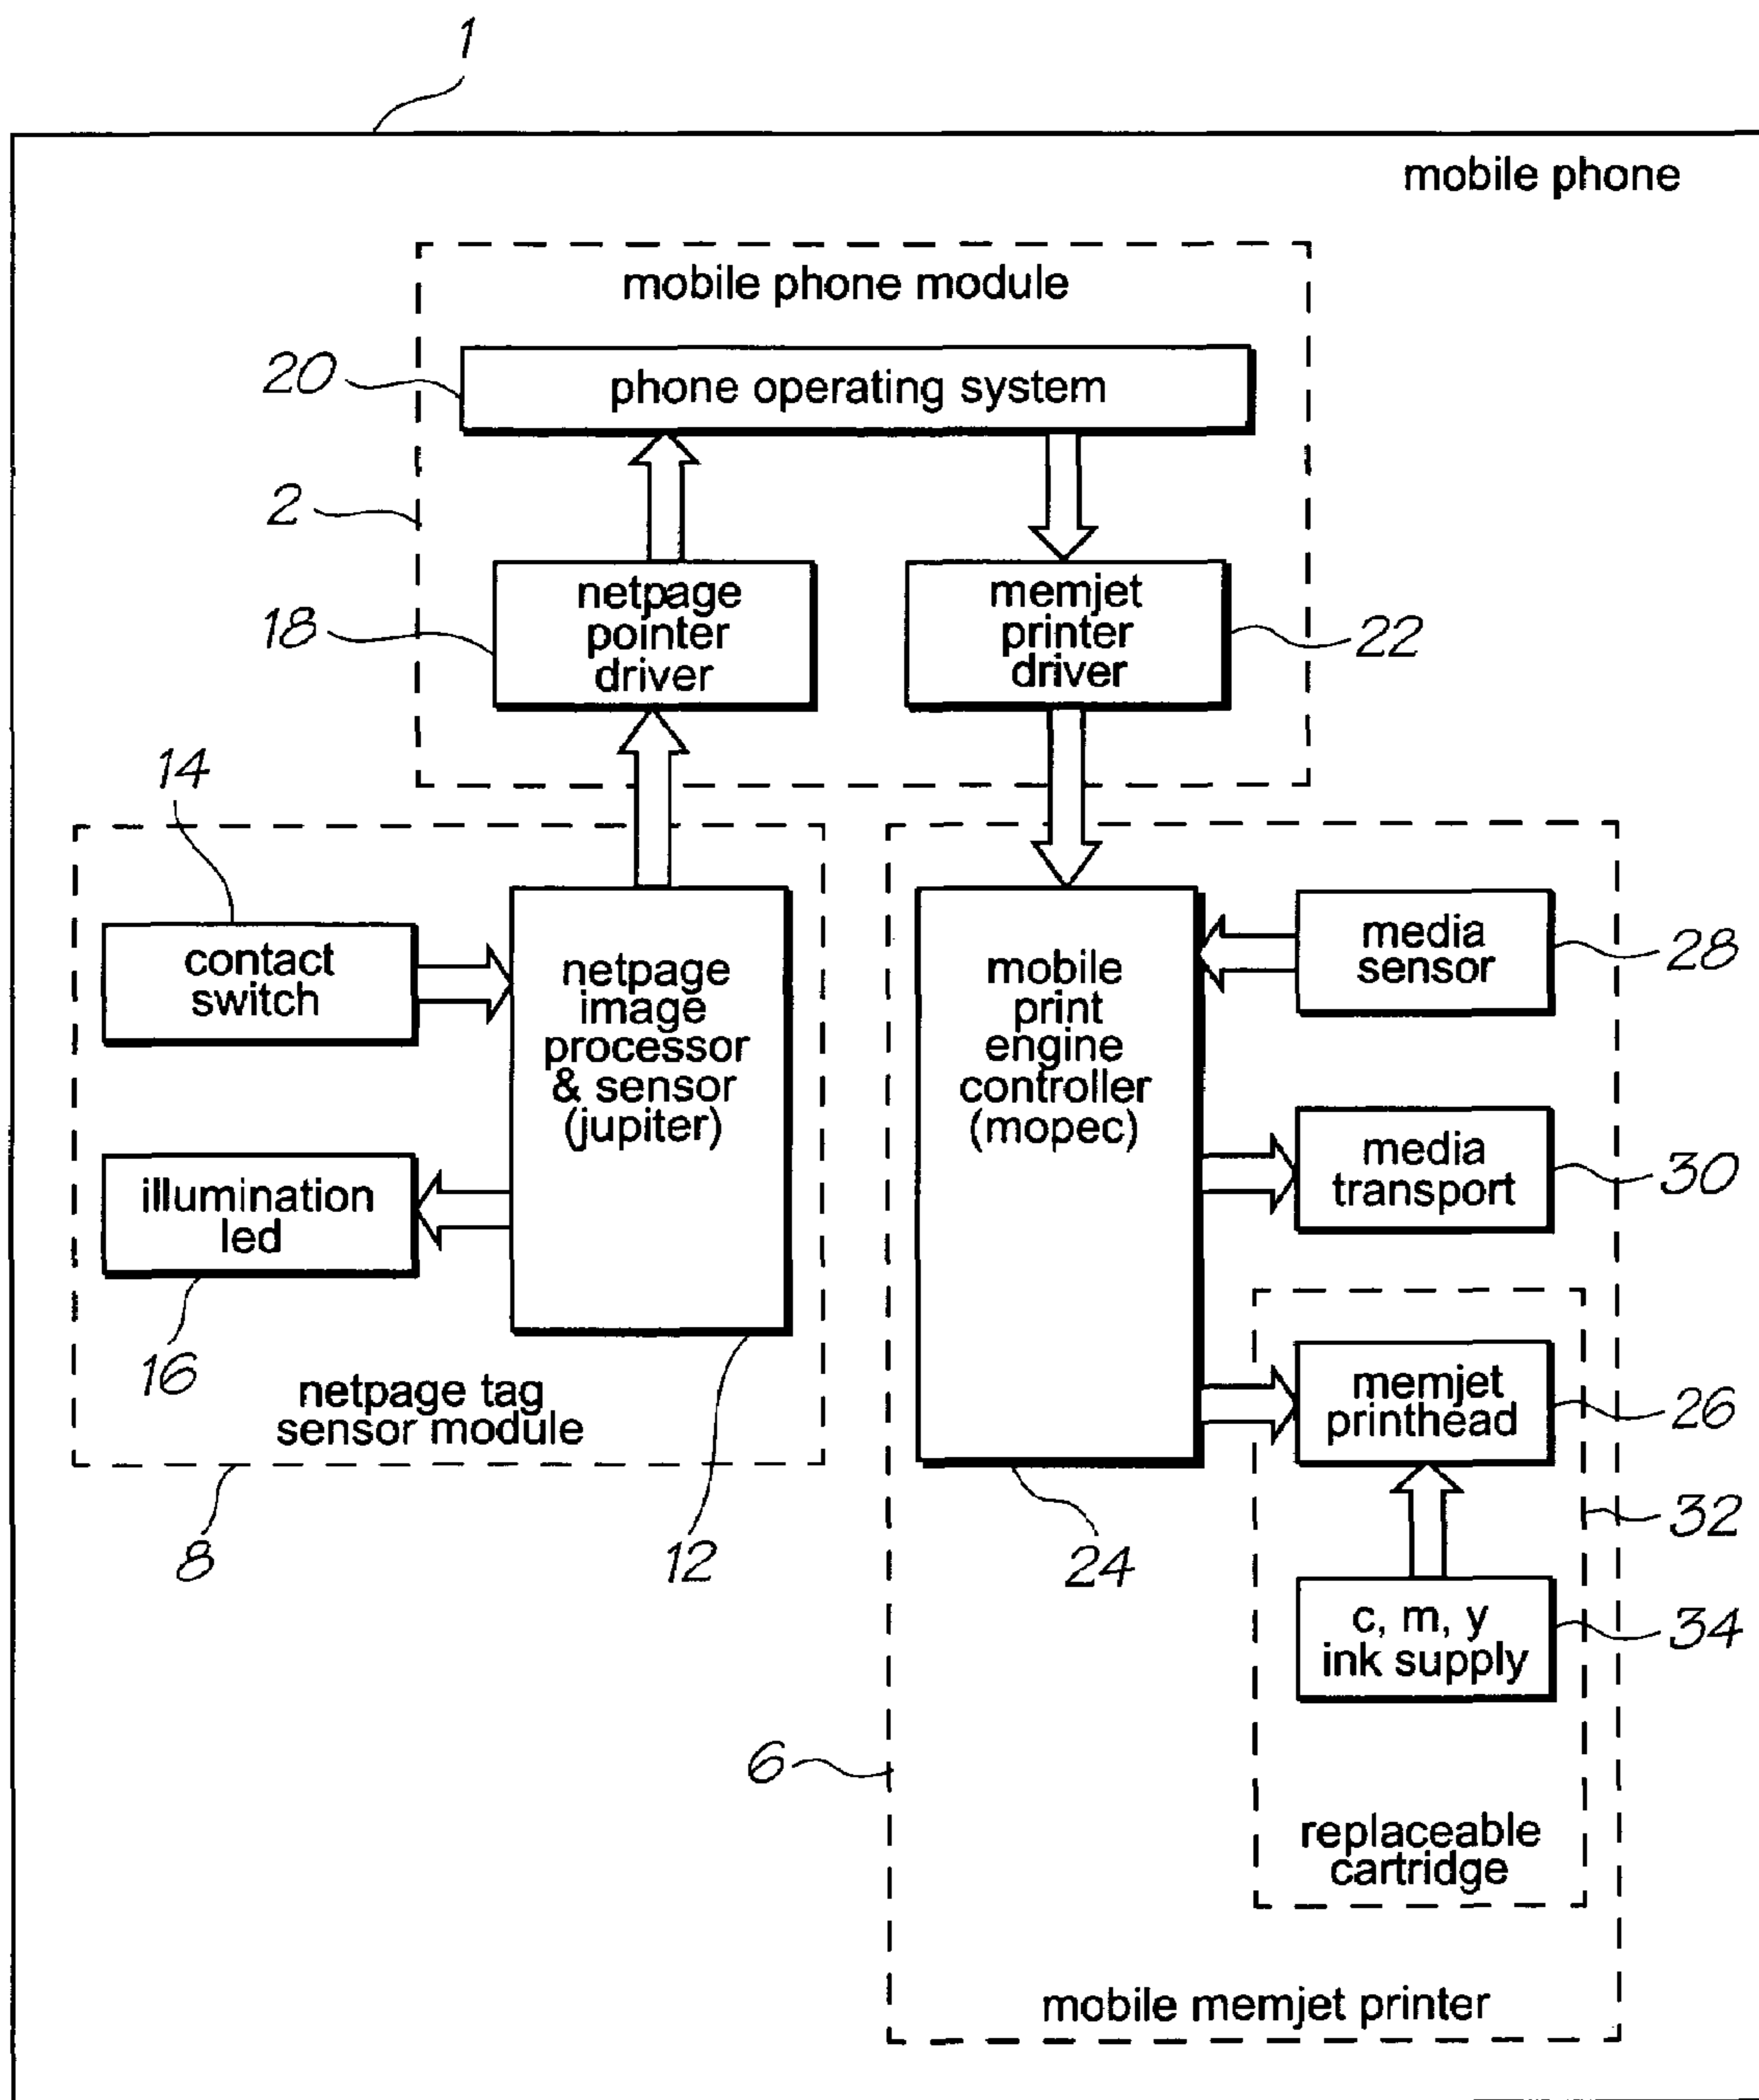 1
mobile phone
mobile phone module
20
phone operating system
2
18
netpage
pointer
driver
memjet
printer
driver
22
14
contact
switch
netpage
image
processor
& sensor
(jupiter)
illumination
led
16
netpage tag
sensor module
8
12
mobile
print
engine
controller
(mopec)
media
sensor
28
media
transport
30
memjet
printhead
26
32
24
c, m, y
ink supply
34
6
replaceable
cartridge
mobile memjet printer